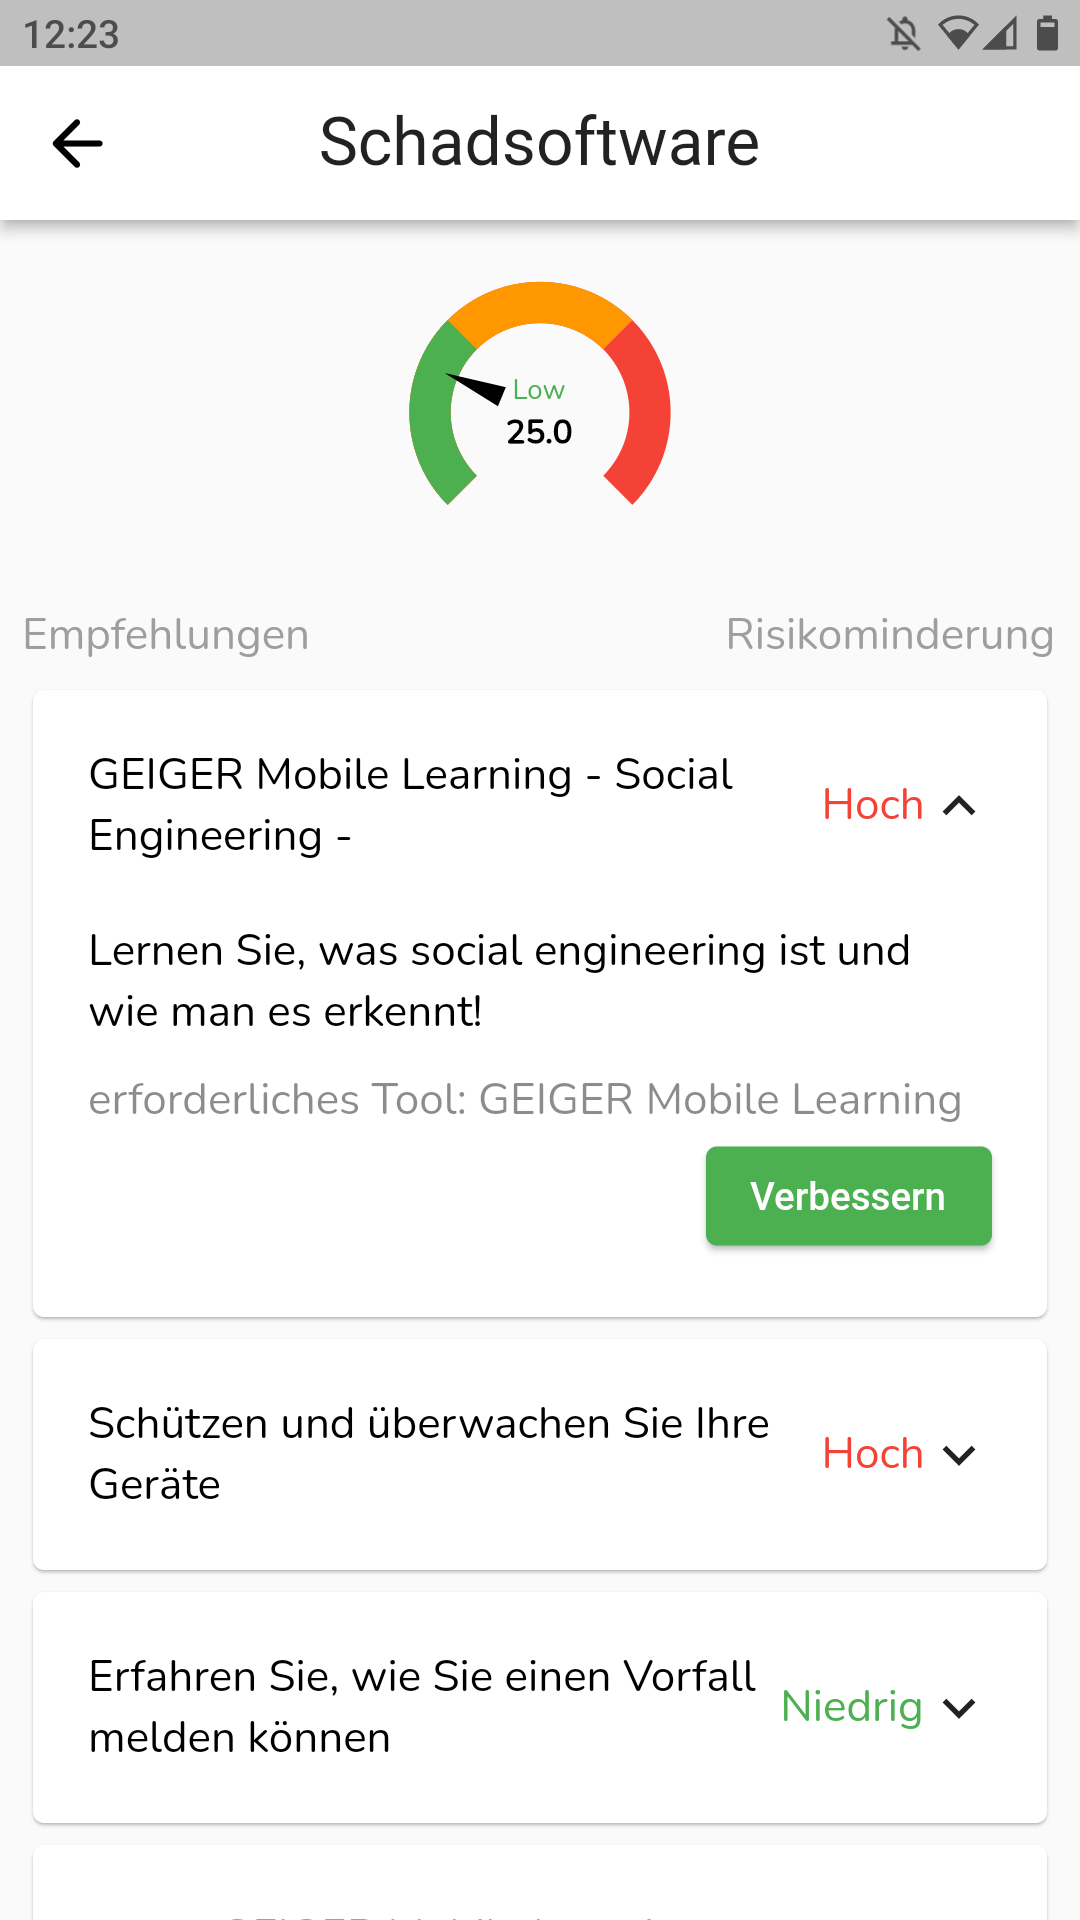 12:23
Schadsoftware
Low
25.0
Empfehlungen Risikominderung
GEIGER Mobile Learning - Social
Engineering -
Hoch
Lernen Sie, was social engineering ist und
wie man es erkennt!
erforderliches Tool: GEIGER Mobile Learning
Verbessern
Schützen und überwachen Sie Ihre
Geräte
Hoch
Erfahren Sie, wie Sie einen Vorfall
melden können
Niedrig